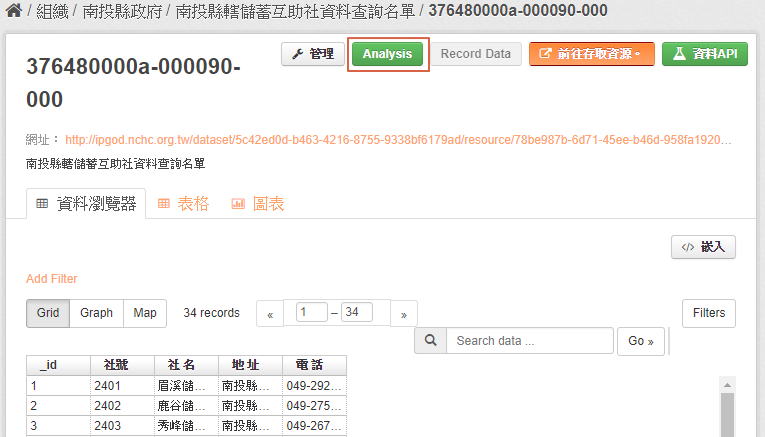 / 組織 / 南投縣政府 / 南投縣轄儲蓄互助社資料查詢名單 / 376480000a-000090-000
376480000a-000090-
000
管理
Analysis
Record Data
前往存取資源。
資料API
網址： http://ipgod.nchc.org.tw/dataset/5c42ed0d-b463-4216-8755-9338bf6179ad/resource/78be987b-6d71-45ee-b46d-958fa1920...
南投縣轄儲蓄互助社資料查詢名單
資料瀏覽器 表格 圖表
</> 嵌入
Add Filter
Grid Graph Map 34 records « 1 – 34 » Filters
Search data ... Go »
_id 社號 社名 地址 電話
1 2401 眉溪儲... 南投縣... 049-292...
2 2402 鹿谷儲... 南投縣... 049-275...
3 2403 秀峰儲... 南投縣... 049-267...